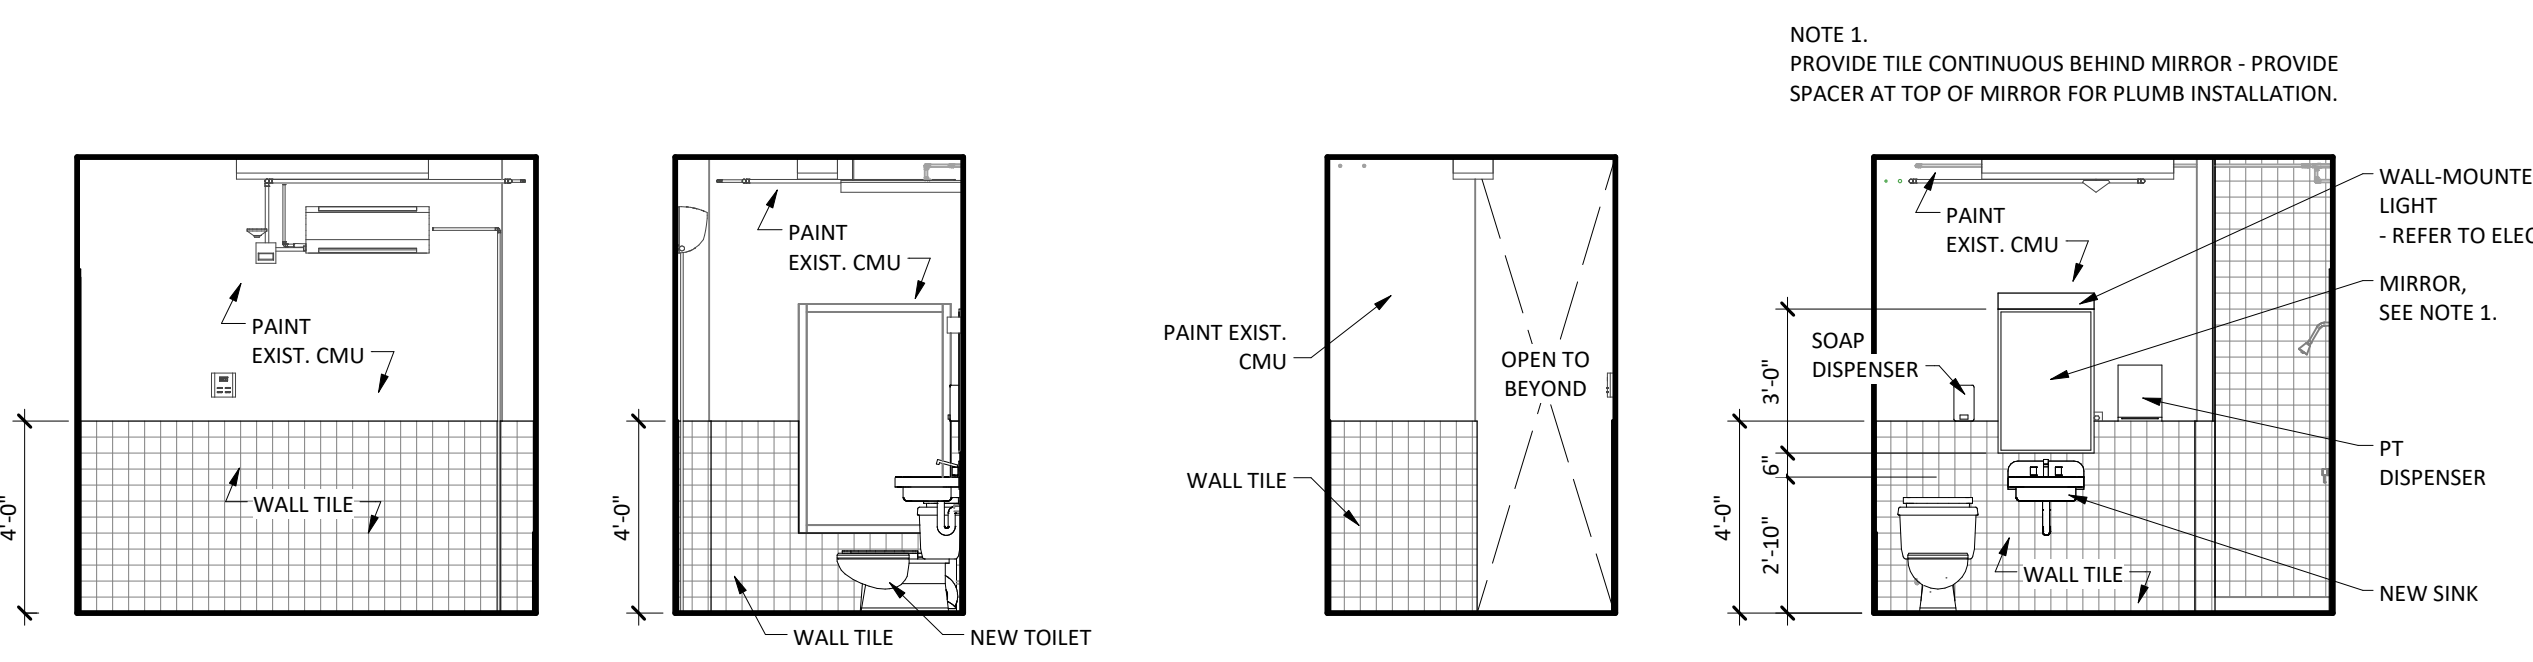 NOTE 1.
PROVIDE TILE CONTINUOUS BEHIND MIRROR - PROVIDE
SPACER AT TOP OF MIRROR FOR PLUMB INSTALLATION.
PAINT
EXIST. CMU
WALL TILE
4'-0"
PAINT
EXIST. CMU
4'-0"
WALL TILE
NEW TOILET
PAINT EXIST.
CMU
WALL TILE
OPEN TO
BEYOND
PAINT
EXIST. CMU
SOAP
DISPENSER
3'-0"
6"
2'-10"
4'-0"
WALL TILE
WALL-MOUNTE
LIGHT
- REFER TO ELEC
MIRROR,
SEE NOTE 1.
PT
DISPENSER
NEW SINK